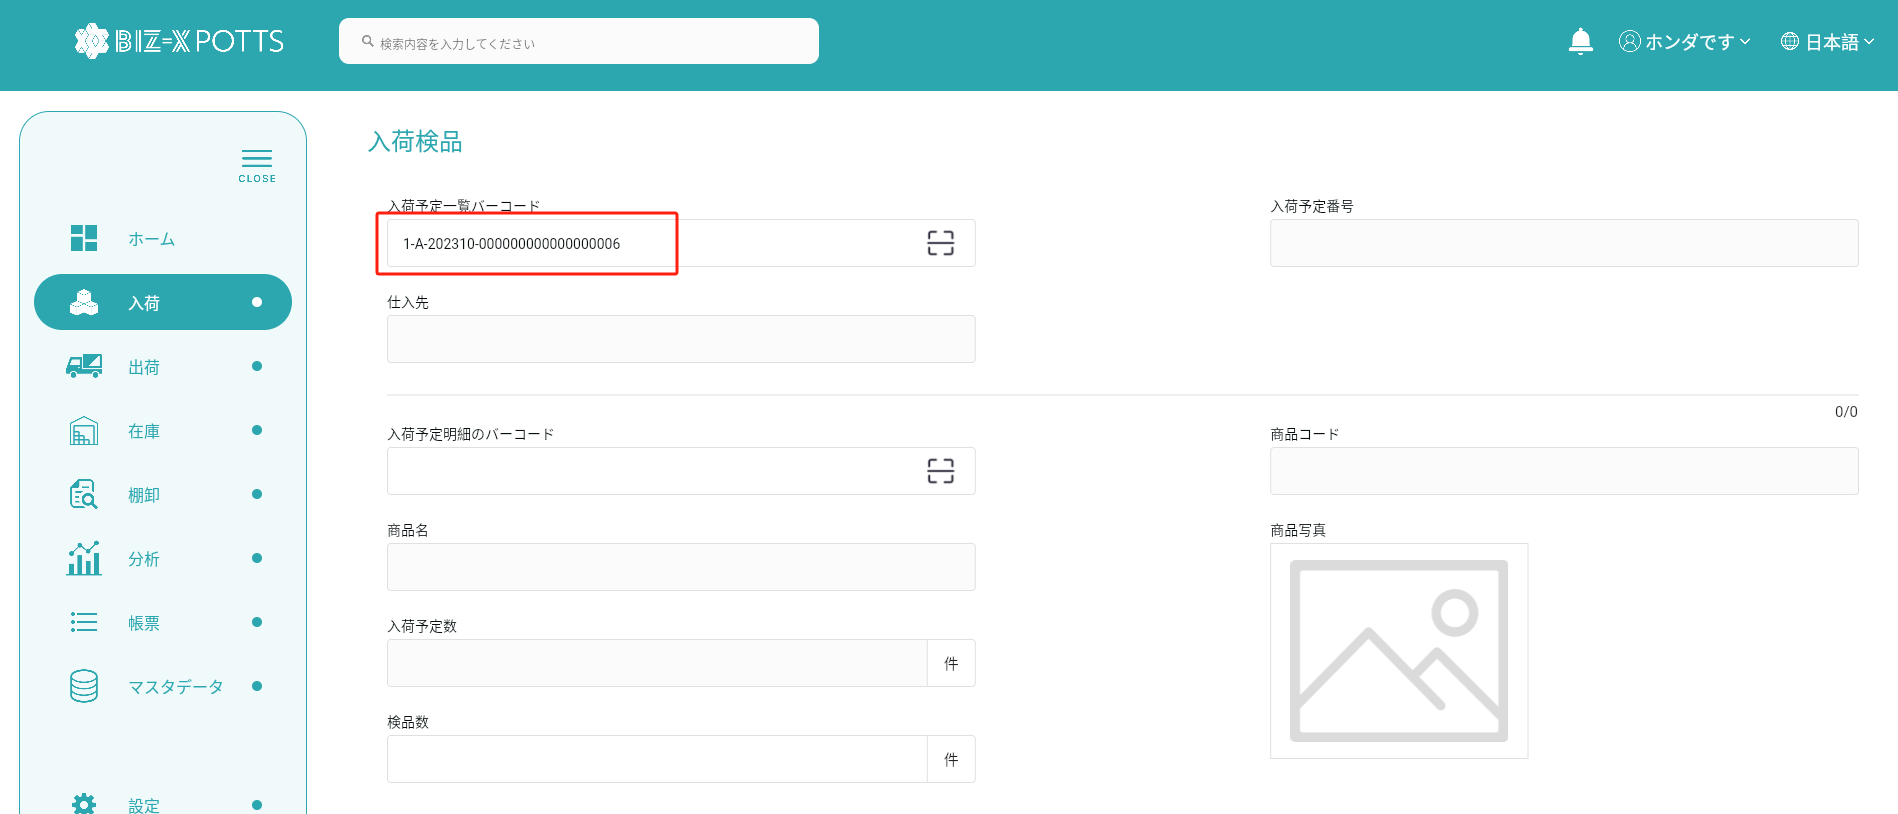 BIZ=X POTTS
検索内容を入力してください
ホンダです
日本語
CLOSE
ホーム
入荷
出荷
在庫
棚卸
分析
帳票
マスタデータ
設定
入荷検品
入荷予定一覧バーコード
1-A-202310-000000000000000006
入荷予定番号
仕入先
0/0
入荷予定明細のバーコード
商品コード
商品名
商品写真
入荷予定数
件
検品数
件